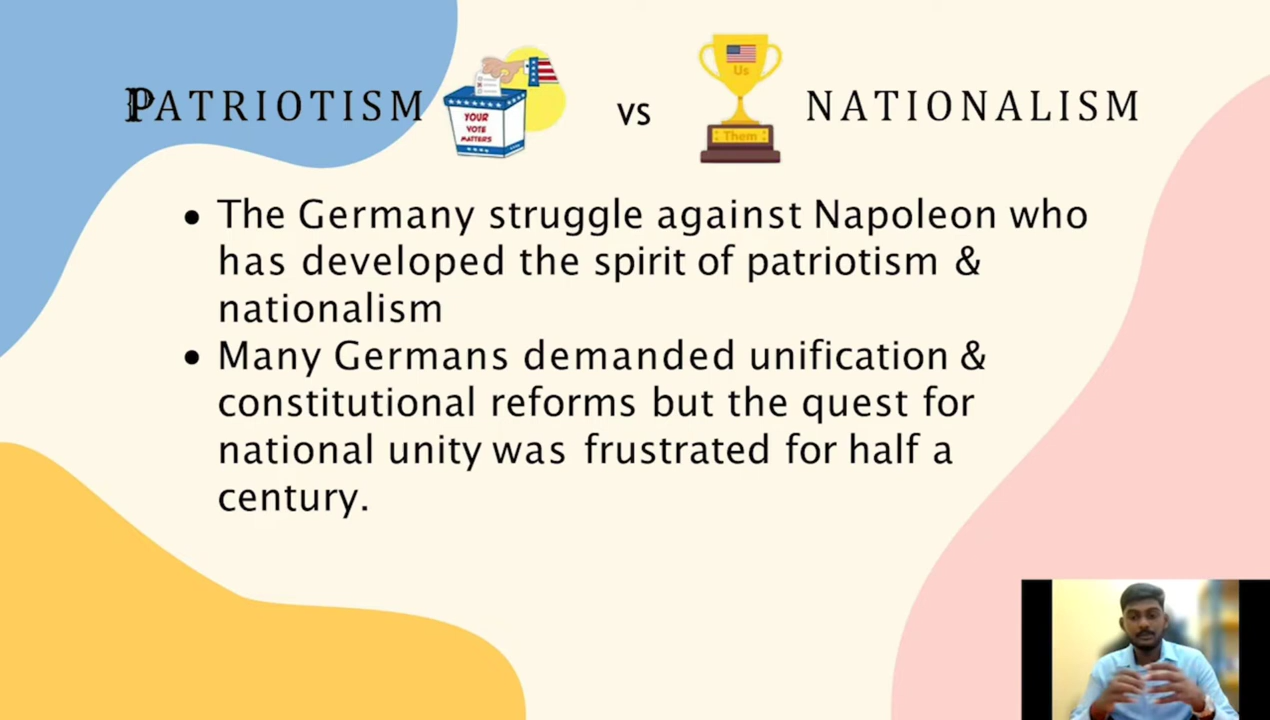 PATRIOTISM
YOUR
VOTE
MATTERS
vs
Us
Them
NATIONALISM
• The Germany struggle against Napoleon who
has developed the spirit of patriotism &
nationalism
• Many Germans demanded unification &
constitutional reforms but the quest for
national unity was frustrated for half a
century.